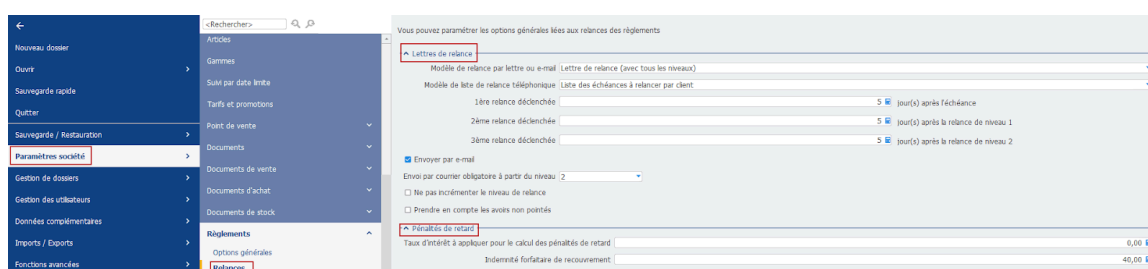 Nouveau dossier
Ouvrir
Sauvegarde rapide
Quitter
Sauvegarde / Restauration
Paramètres société
Gestion de dossiers
Gestion des utilisateurs
Données complémentaires
Imports / Exports
Fonctions avancées
<Rechercher>
Articles
Gammes
Suivi par date limite
Tarifs et promotions
Point de vente
Documents
Documents de vente
Documents d'achat
Documents de stock
Règlements
Options générales
Relances
Vous pouvez paramétrer les options générales liées aux relances des règlements
Lettres de relance
Modèle de relance par lettre ou e-mail Lettre de relance (avec tous les niveaux)
Modèle de liste de relance téléphonique Liste des échéances à relancer par client
1ère relance déclenchée 5 jour(s) après l'échéance
2ème relance déclenchée 5 jour(s) après la relance de niveau 1
3ème relance déclenchée 5 jour(s) après la relance de niveau 2
Envoyer par e-mail
Envoi par courrier obligatoire à partir du niveau 2
Ne pas incrémenter le niveau de relance
Prendre en compte les avoirs non pointés
Pénalités de retard
Taux d'intérêt à appliquer pour le calcul des pénalités de retard 0,00
Indemnité forfaitaire de recouvrement 40,00